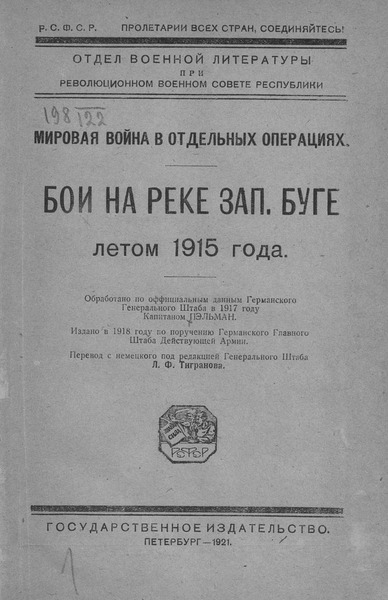 Р. С. Ф. С. Р. ПРОЛЕТАРИИ ВСЕХ СТРАН, СОЕДИНЯЙТЕСЬ!
ОТДЕЛ ВОЕННОЙ ЛИТЕРАТУРЫ
ПРИ
РЕВОЛЮЦИОННОМ ВОЕННОМ СОВЕТЕ РЕСПУБЛИКИ
198 122
МИРОВАЯ ВОЙНА В ОТДЕЛЬНЫХ ОПЕРАЦИЯХ.
БОИ НА РЕКЕ ЗАП. БУГЕ
летом 1915 года.
Обработано по оффициальным данным Германского
Генерального Штаба в 1917 году
Капитаном ПЭЛЬМАН.
Издано в 1918 году по поручению Германского Главного
Штаба Действующей Армии.
Перевод с немецкого под редакцией Генерального Штаба
Л. Ф. Тигранова.
ГОСУДАРСТВЕННОЕ ИЗДАТЕЛЬСТВО.
ПЕТЕРБУРГ—1921.
1